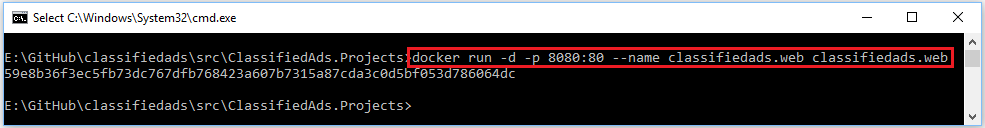 Select C:\Windows\System32\cmd.exe
E:\GitHub\classifiedads\src\ClassifiedAds.Projects>docker run -d -p 8080:80 --name classifiedads.web classifiedads.web
59e8b36f3ec5fb73dc767dfb768423a607b7315a87cda3c0d5bf053d786064dc
E:\GitHub\classifiedads\src\ClassifiedAds.Projects>